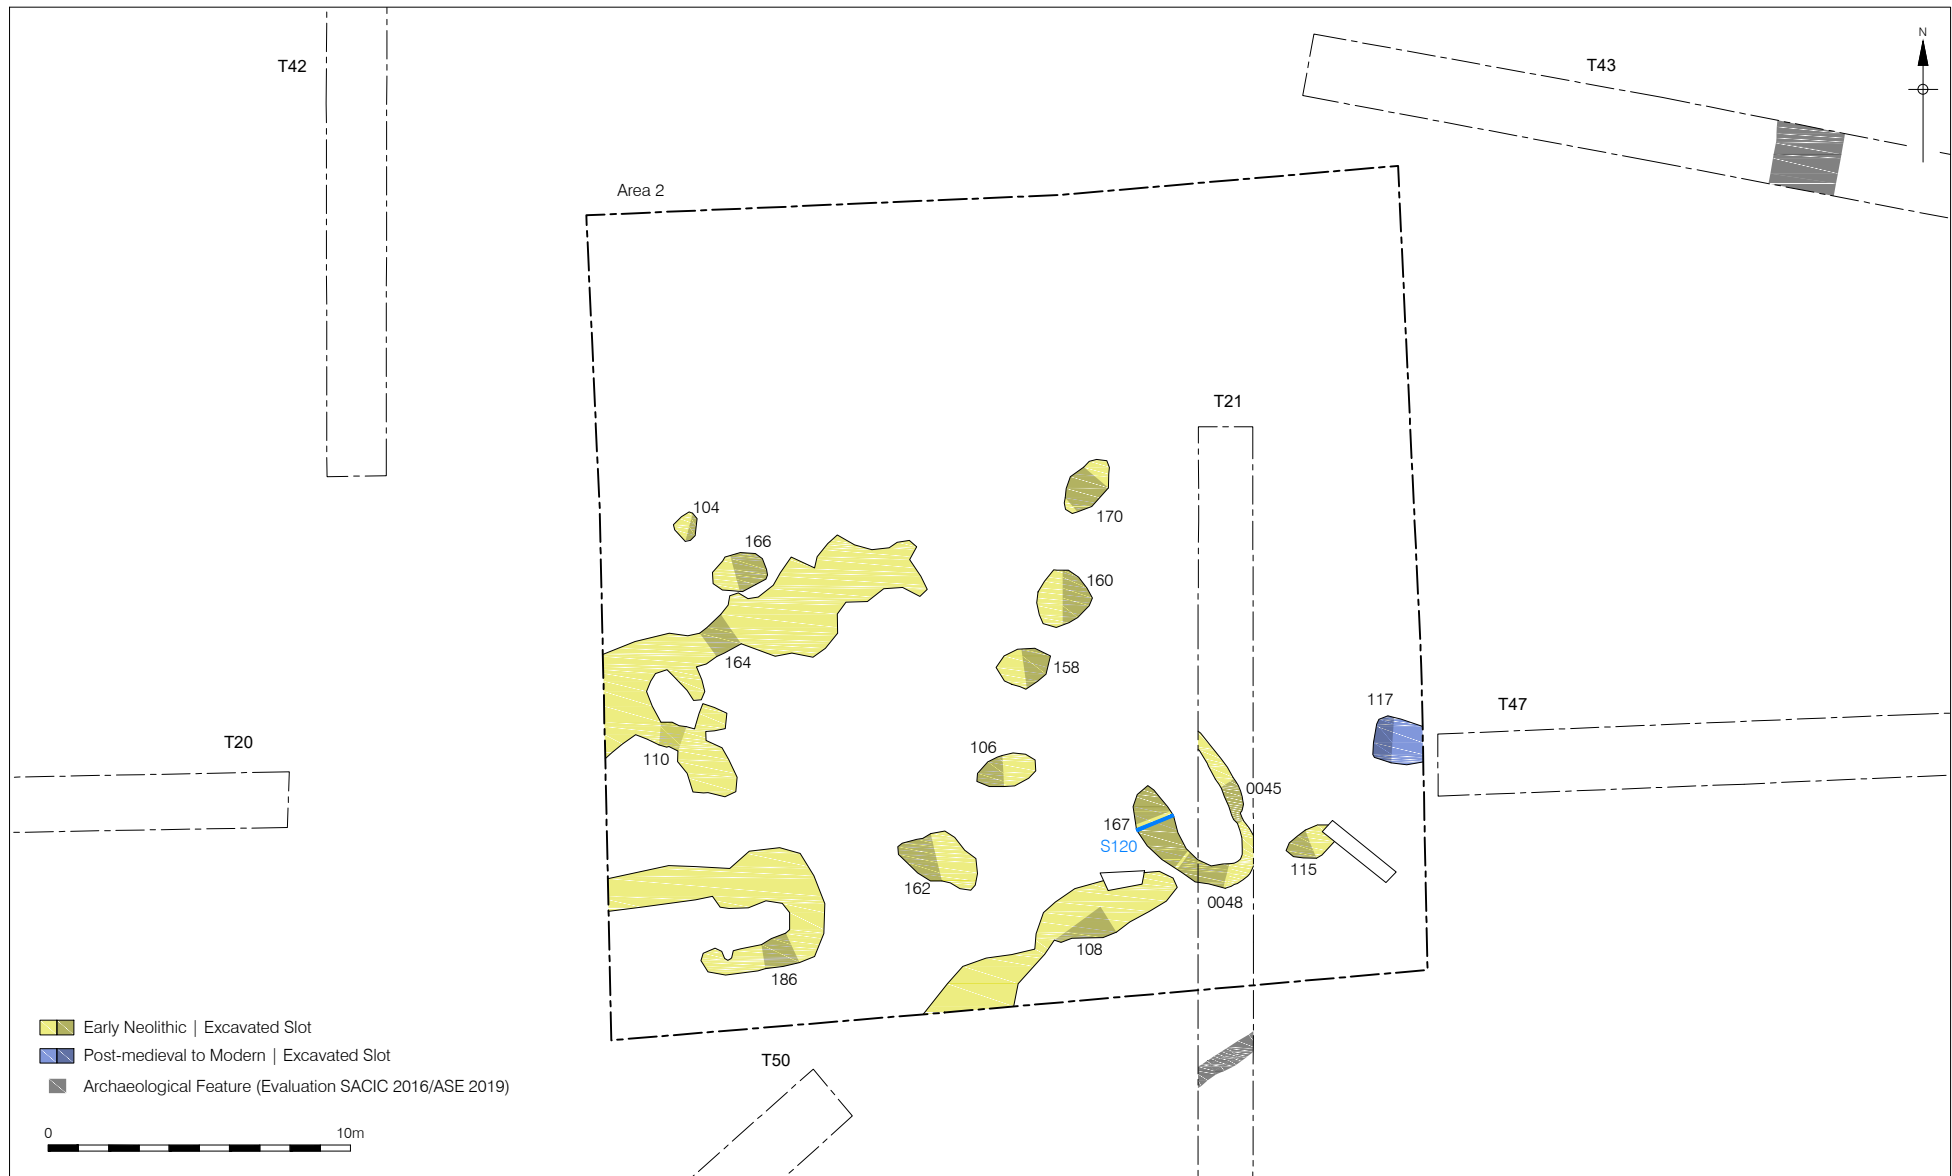 N
T42
T43
Area 2
T21
104
170
166
160
164
158
117
T47
T20
106
110
0045
167
S120
115
162
0048
108
186
Early Neolithic | Excavated Slot
Post-medieval to Modern | Excavated Slot
T50
Archaeological Feature (Evaluation SACIC 2016/ASE 2019)
0
10m